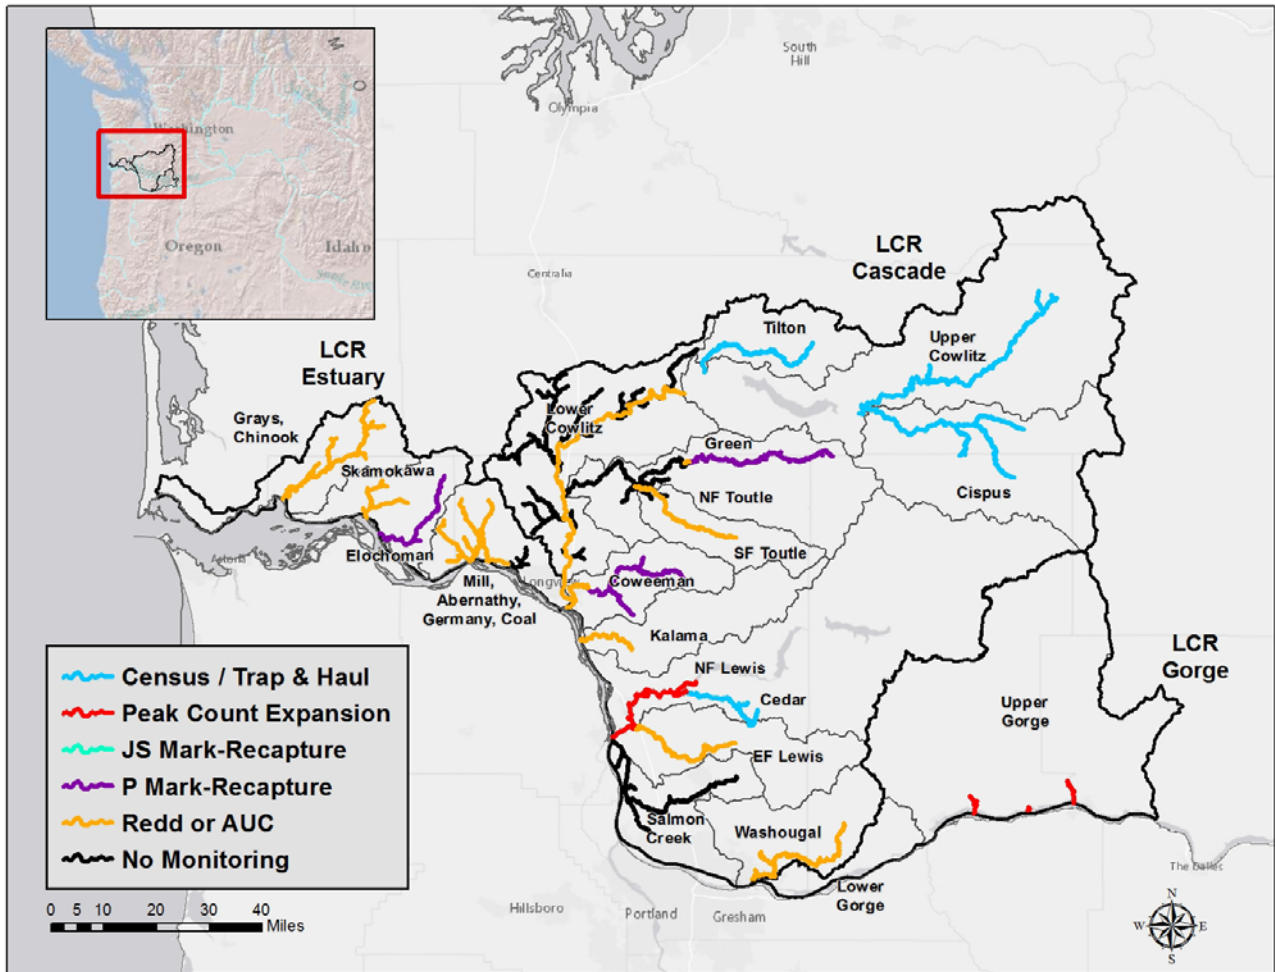 M
O
Washington
Oregon
Idaho
South
Hill
Olympia
Centralia
LCR
Cascade
Tilton
Upper
Cowlitz
LCR
Estuary
Grays,
Chinook
Lower
Cowlitz
Green
Skamokawa
NF Toutle
Cispus
SF Toutle
Elochoman
Astoria
Mill,
Abernathy,
Germany, Coal
Longview
Coweeman
Kalama
LCR
Gorge
NF Lewis
Cedar
Upper
Gorge
EF Lewis
Salmon
Creek
Washougal
Lower
Gorge
The Dalles
Hillsboro
Portland
Gresham
Census / Trap & Haul
Peak Count Expansion
JS Mark-Recapture
P Mark-Recapture
Redd or AUC
No Monitoring
0 5 10 20 30 40
Miles
N
W E
S